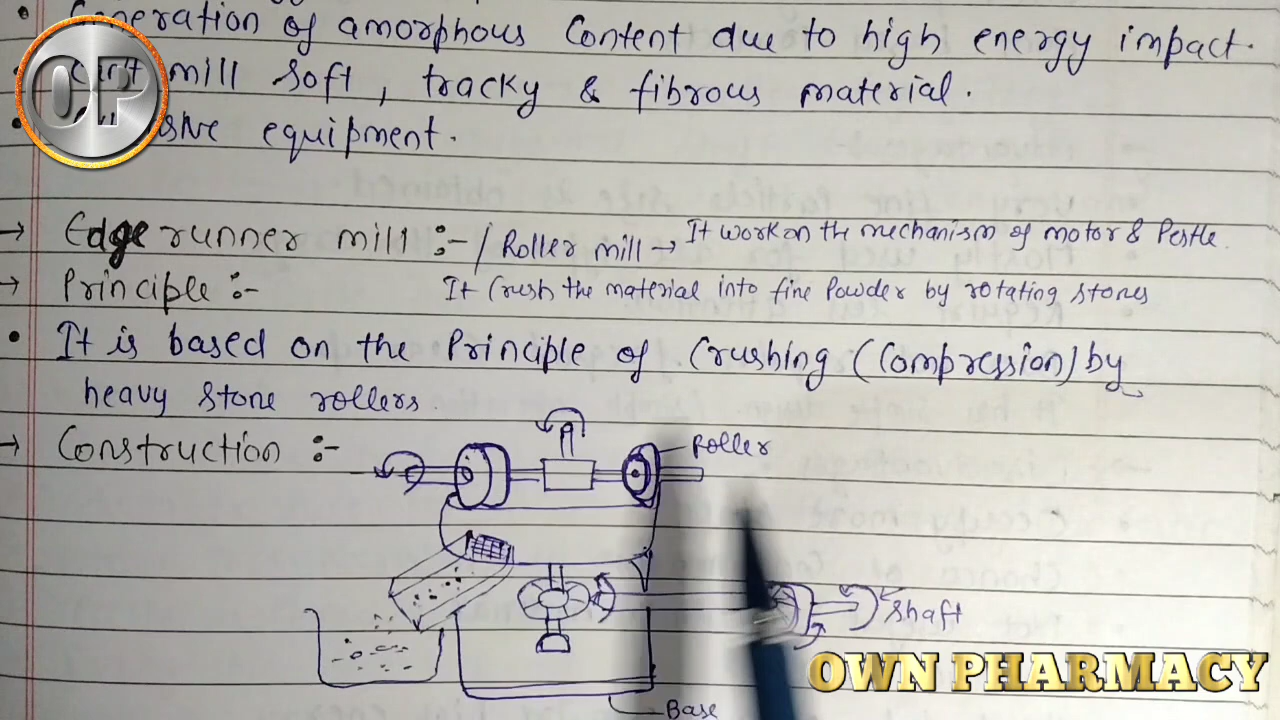 • Generation of amorphous Content due to high energy impact.
• Can't mill soft, tracky & fibrous material.
equipment.
OP
→ Edge runner mill :- / Roller mill → It work on the mechanism of motor & Pestle.
→ Principle :- It Crush the material into fine Powder by rotating stones
• It is based on the Principle of Crushing (Compression) by
heavy stone rollers.
→ Construction :-
Roller
shaft
Base
OWN PHARMACY